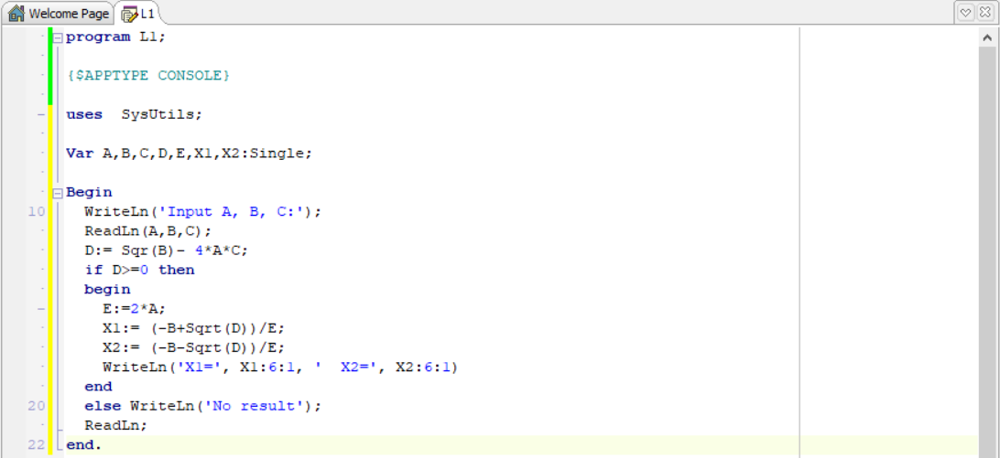 Welcome Page L1
program L1;
{$APPTYPE CONSOLE}
uses  SysUtils;
Var A,B,C,D,E,X1,X2:Single;
Begin
10 WriteLn('Input A, B, C:');
ReadLn(A,B,C);
D:= Sqr(B)- 4*A*C;
if D>=0 then
begin
E:=2*A;
X1:= (-B+Sqrt(D))/E;
X2:= (-B-Sqrt(D))/E;
WriteLn('X1=', X1:6:1, '  X2=', X2:6:1)
end
20 else WriteLn('No result');
ReadLn;
22 end.